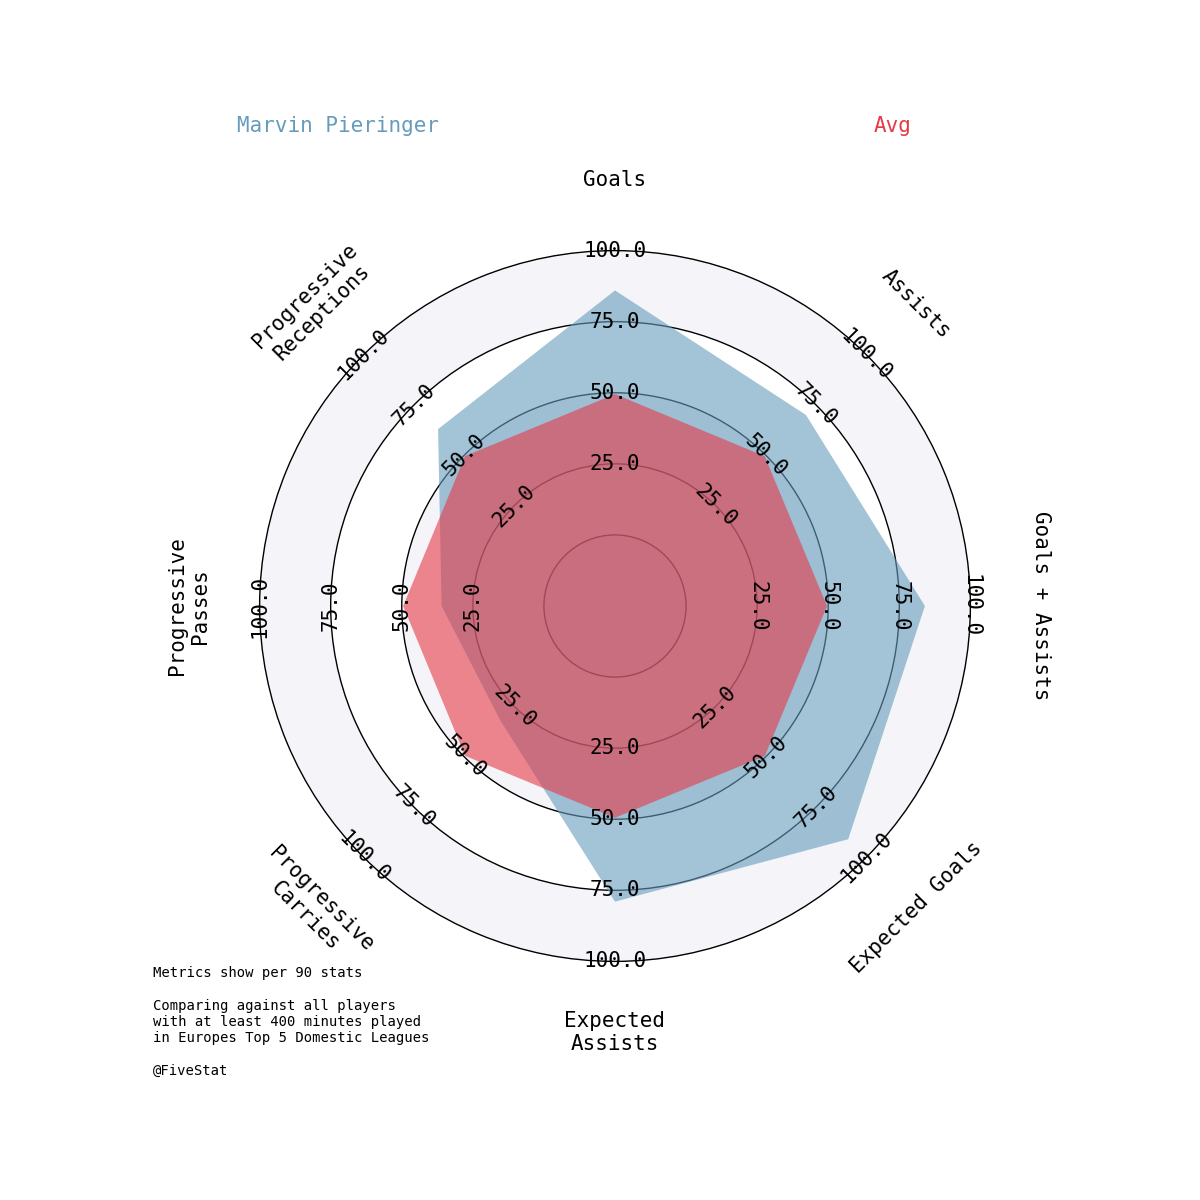 Marvin Pieringer
Avg
Goals
Assists
Goals + Assists
Expected Goals
Expected
Assists
Progressive
Carries
Progressive
Passes
Progressive
Receptions
25.0
50.0
75.0
100.0
25.0
50.0
75.0
100.0
25.0
50.0
75.0
100.0
25.0
50.0
75.0
100.0
25.0
50.0
75.0
100.0
25.0
50.0
75.0
100.0
25.0
50.0
75.0
100.0
25.0
50.0
75.0
100.0
Metrics show per 90 stats
Comparing against all players
with at least 400 minutes played
in Europes Top 5 Domestic Leagues
@FiveStat